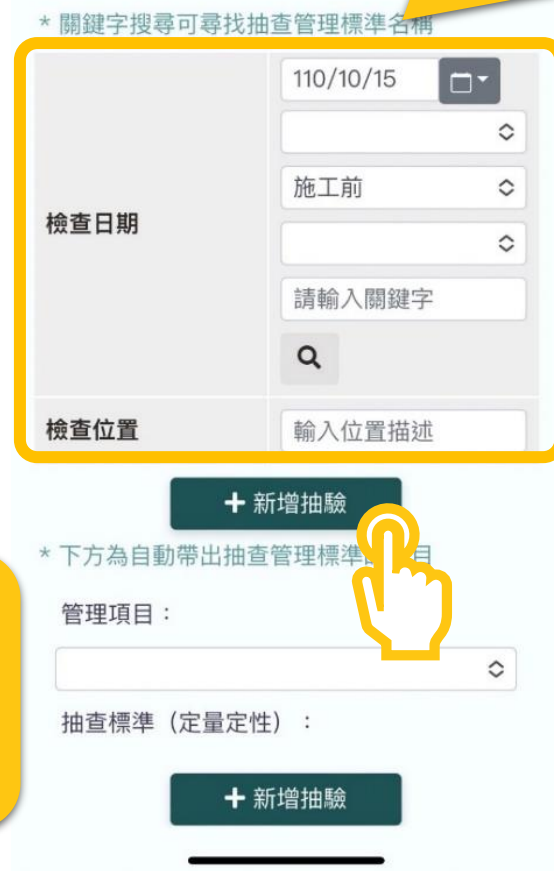 * 關鍵字搜尋可尋找抽查管理標準名稱
110/10/15
施工前
檢查日期
請輸入關鍵字
檢查位置
輸入位置描述
+ 新增抽驗
* 下方為自動帶出抽查管理標準 目
管理項目：
抽查標準（定量定性）：
+ 新增抽驗